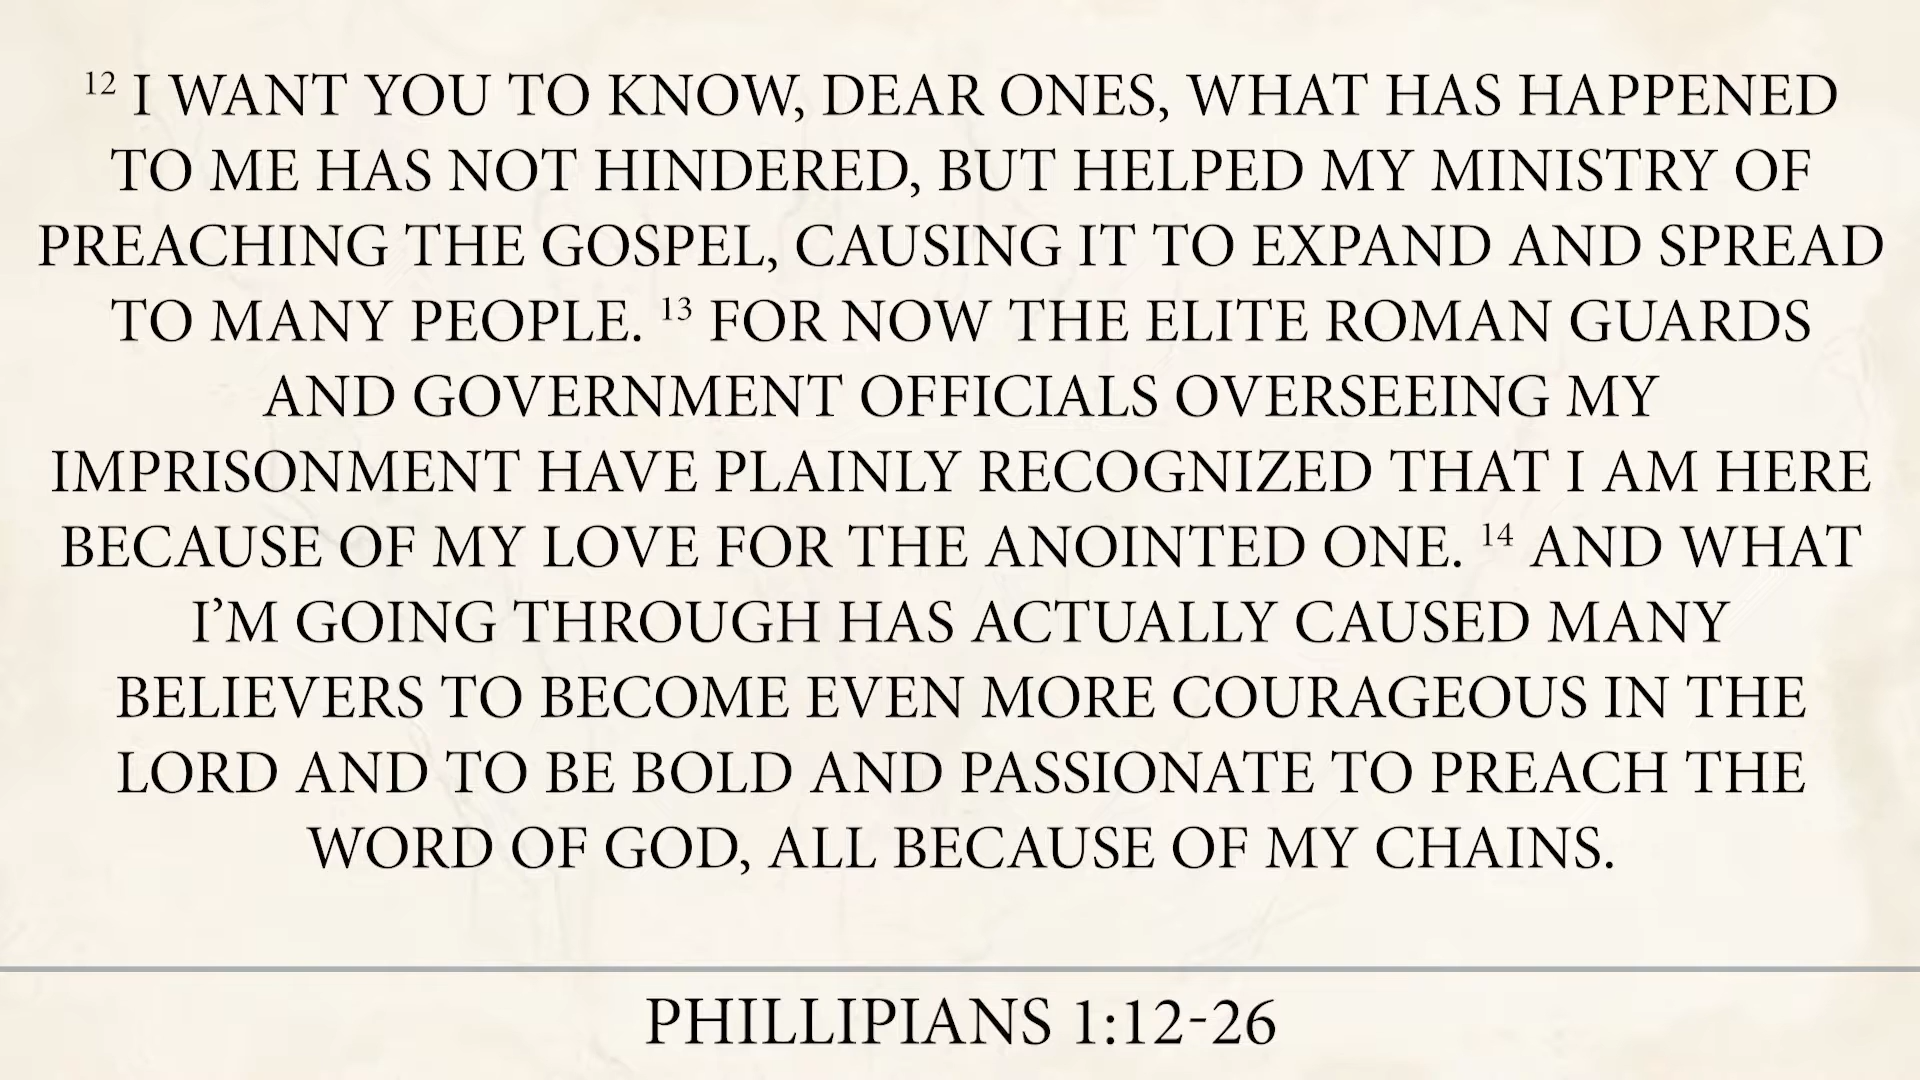 12 I WANT YOU TO KNOW, DEAR ONES, WHAT HAS HAPPENED
TO ME HAS NOT HINDERED, BUT HELPED MY MINISTRY OF
PREACHING THE GOSPEL, CAUSING IT TO EXPAND AND SPREAD
TO MANY PEOPLE. 13 FOR NOW THE ELITE ROMAN GUARDS
AND GOVERNMENT OFFICIALS OVERSEEING MY
IMPRISONMENT HAVE PLAINLY RECOGNIZED THAT I AM HERE
BECAUSE OF MY LOVE FOR THE ANOINTED ONE. 14 AND WHAT
I’M GOING THROUGH HAS ACTUALLY CAUSED MANY
BELIEVERS TO BECOME EVEN MORE COURAGEOUS IN THE
LORD AND TO BE BOLD AND PASSIONATE TO PREACH THE
WORD OF GOD, ALL BECAUSE OF MY CHAINS.
PHILLIPIANS 1:12-26